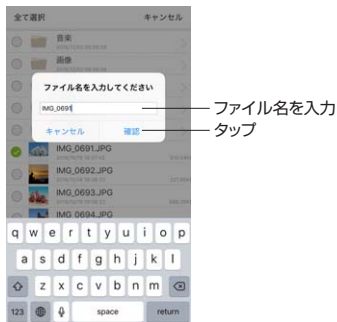 全て選択 キャンセル
音楽
画像
ファイル名を入力してください
IMG_0691
ファイル名を入力
キャンセル 確認
タップ
IMG_0691.JPG
IMG_0692.JPG
IMG_0693.JPG
IMG_0694.JPG
q w e r t y u i o p
a s d f g h j k l
z x c v b n m
123 space return